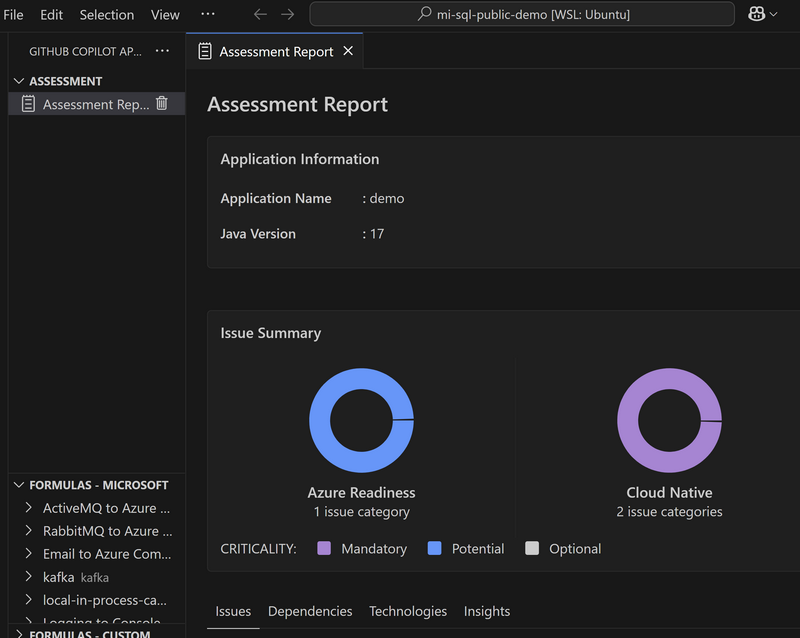 File Edit Selection View ··· mi-sql-public-demo [WSL: Ubuntu]
GITHUB COPILOT AP... ···
Assessment Report
ASSESSMENT
Assessment Rep...
Assessment Report
Application Information
Application Name : demo
Java Version : 17
Issue Summary
Azure Readiness
1 issue category
Cloud Native
2 issue categories
CRITICALITY: Mandatory Potential Optional
Issues Dependencies Technologies Insights
FORMULAS - MICROSOFT
ActiveMQ to Azure ...
RabbitMQ to Azure ...
Email to Azure Com...
kafka kafka
local-in-process-ca...
Logging to Console
FORMULAS - CUSTOM